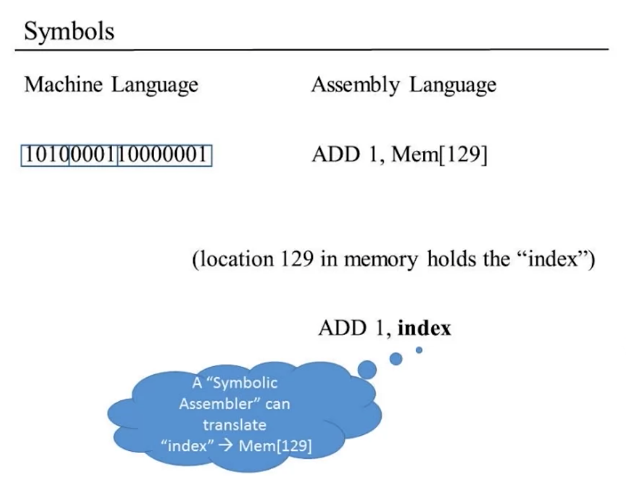 Symbols
Machine Language
Assembly Language
1010000110000001
ADD 1, Mem[129]
(location 129 in memory holds the “index”)
ADD 1, index
A “Symbolic
Assembler” can
translate
“index” → Mem[129]